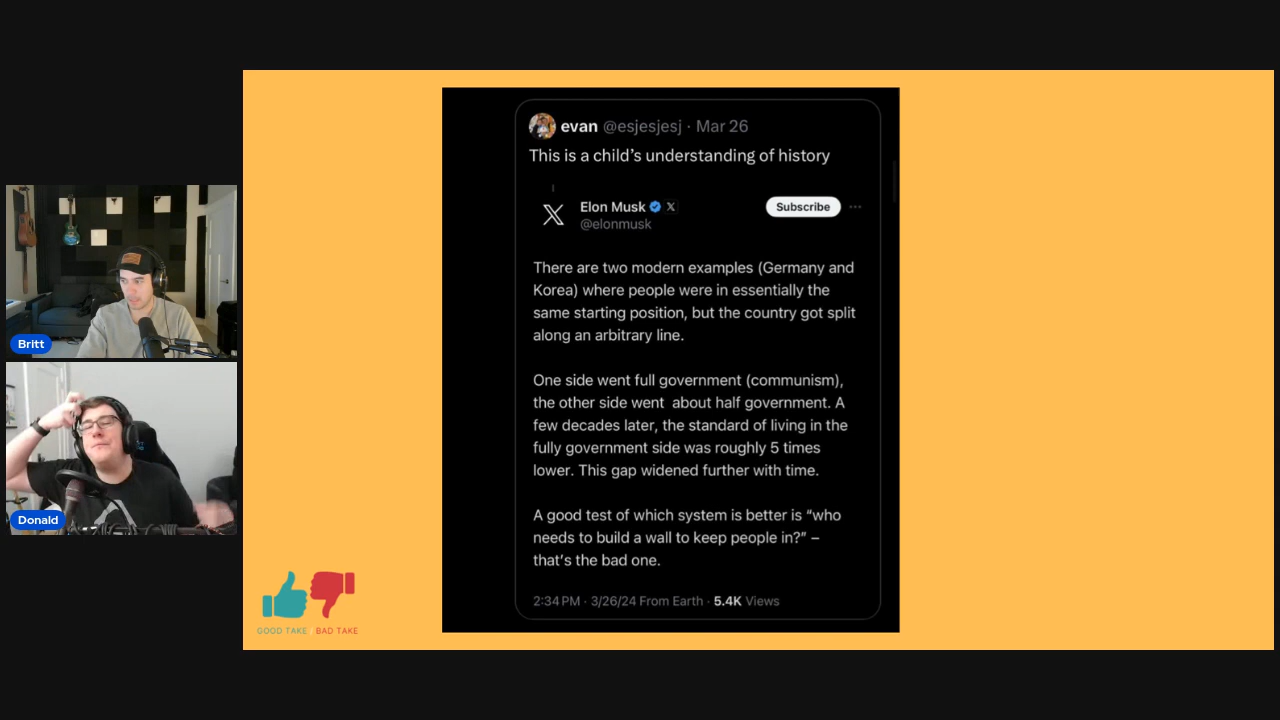 evan @esjesjesj · Mar 26
This is a child's understanding of history
Elon Musk
@elonmusk
Subscribe
There are two modern examples (Germany and
Korea) where people were in essentially the
same starting position, but the country got split
along an arbitrary line.
One side went full government (communism),
the other side went about half government. A
few decades later, the standard of living in the
fully government side was roughly 5 times
lower. This gap widened further with time.
A good test of which system is better is “who
needs to build a wall to keep people in?” –
that’s the bad one.
2:34 PM · 3/26/24 From Earth · 5.4K Views
Britt
Donald
GOOD TAKE / BAD TAKE